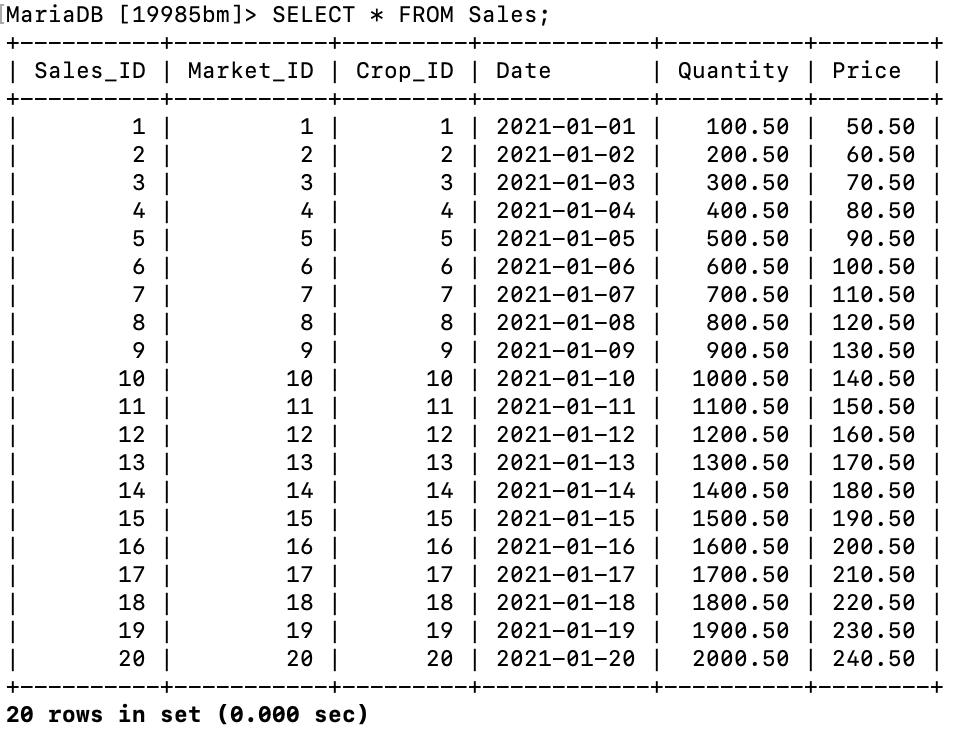 [MariaDB [19985bm]> SELECT * FROM Sales;
+----------+-----------+---------+------------+----------+--------+
| Sales_ID | Market_ID | Crop_ID | Date       | Quantity | Price  |
+----------+-----------+---------+------------+----------+--------+
|        1 |         1 |       1 | 2021-01-01 |   100.50 |  50.50 |
|        2 |         2 |       2 | 2021-01-02 |   200.50 |  60.50 |
|        3 |         3 |       3 | 2021-01-03 |   300.50 |  70.50 |
|        4 |         4 |       4 | 2021-01-04 |   400.50 |  80.50 |
|        5 |         5 |       5 | 2021-01-05 |   500.50 |  90.50 |
|        6 |         6 |       6 | 2021-01-06 |   600.50 | 100.50 |
|        7 |         7 |       7 | 2021-01-07 |   700.50 | 110.50 |
|        8 |         8 |       8 | 2021-01-08 |   800.50 | 120.50 |
|        9 |         9 |       9 | 2021-01-09 |   900.50 | 130.50 |
|       10 |        10 |      10 | 2021-01-10 |  1000.50 | 140.50 |
|       11 |        11 |      11 | 2021-01-11 |  1100.50 | 150.50 |
|       12 |        12 |      12 | 2021-01-12 |  1200.50 | 160.50 |
|       13 |        13 |      13 | 2021-01-13 |  1300.50 | 170.50 |
|       14 |        14 |      14 | 2021-01-14 |  1400.50 | 180.50 |
|       15 |        15 |      15 | 2021-01-15 |  1500.50 | 190.50 |
|       16 |        16 |      16 | 2021-01-16 |  1600.50 | 200.50 |
|       17 |        17 |      17 | 2021-01-17 |  1700.50 | 210.50 |
|       18 |        18 |      18 | 2021-01-18 |  1800.50 | 220.50 |
|       19 |        19 |      19 | 2021-01-19 |  1900.50 | 230.50 |
|       20 |        20 |      20 | 2021-01-20 |  2000.50 | 240.50 |
+----------+-----------+---------+------------+----------+--------+
20 rows in set (0.000 sec)